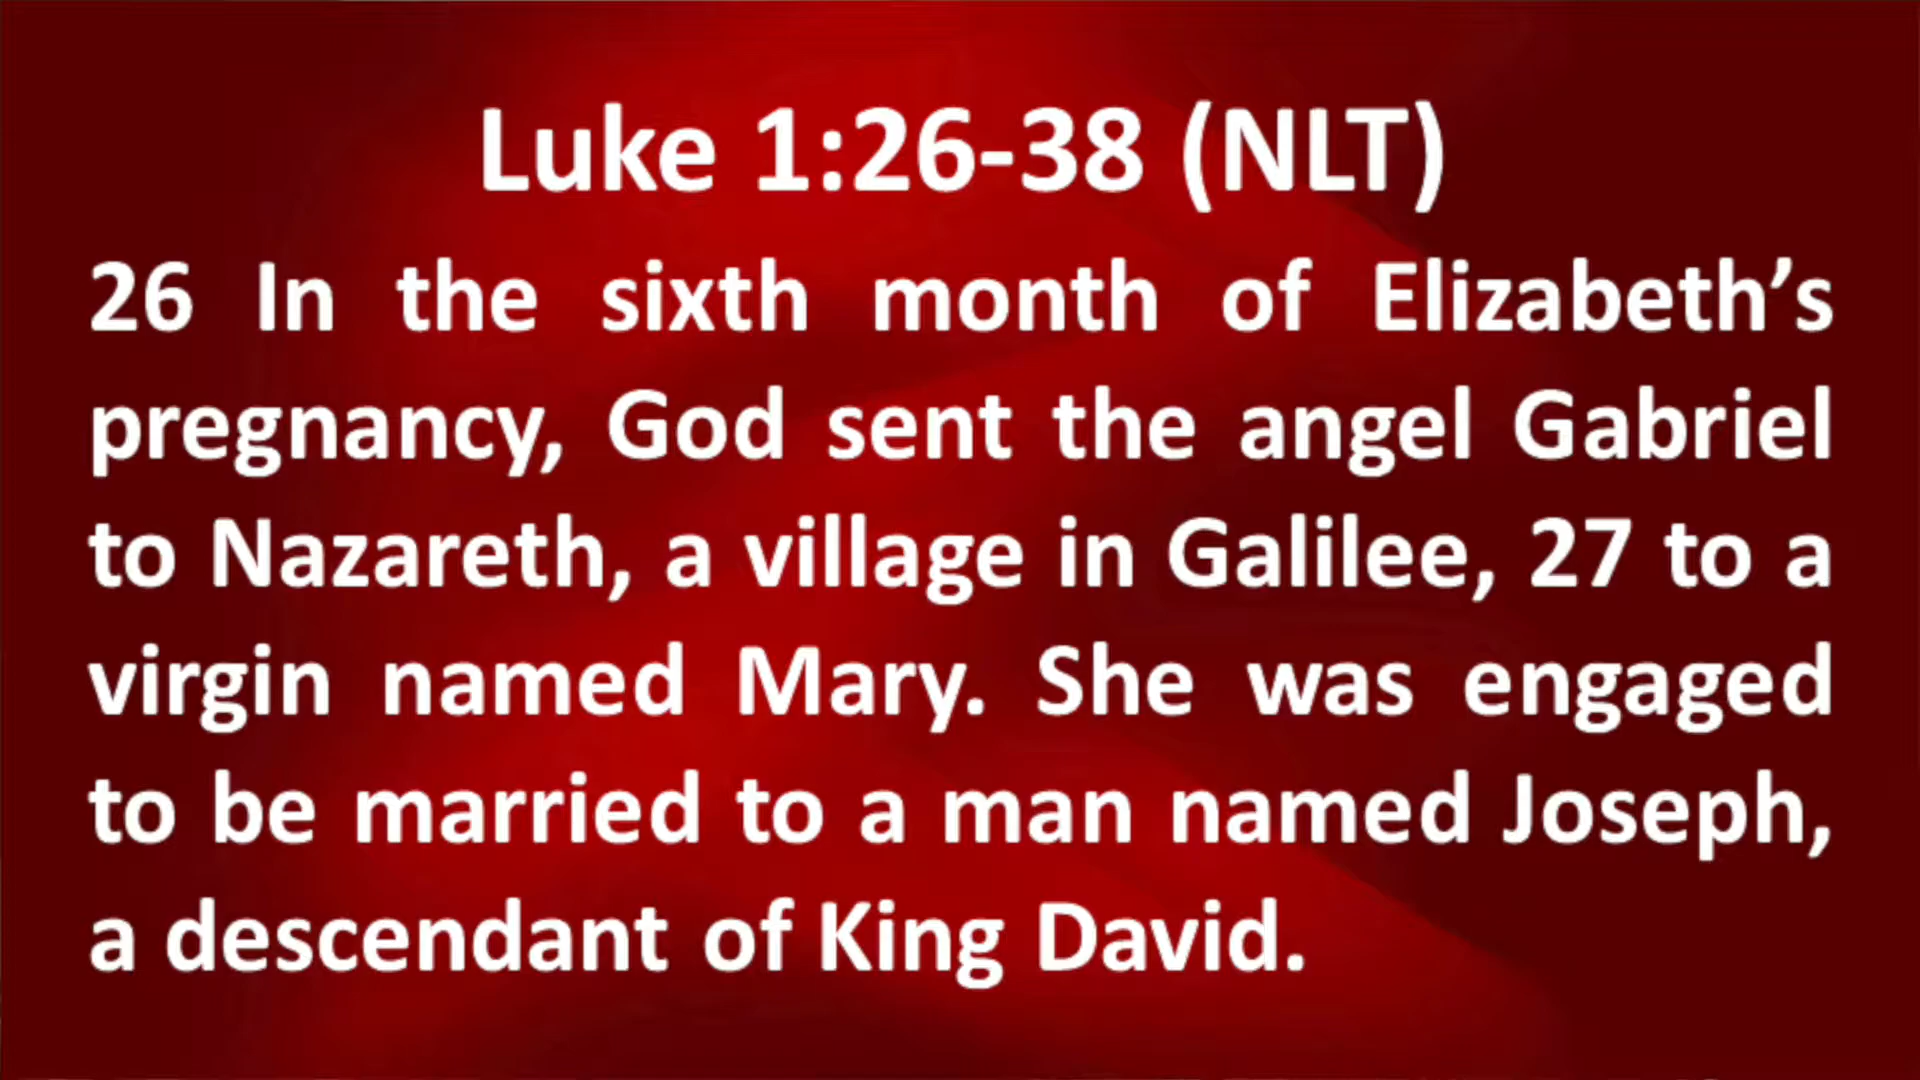 Luke 1:26-38 (NLT)
26 In the sixth month of Elizabeth’s
pregnancy, God sent the angel Gabriel
to Nazareth, a village in Galilee, 27 to a
virgin named Mary. She was engaged
to be married to a man named Joseph,
a descendant of King David.